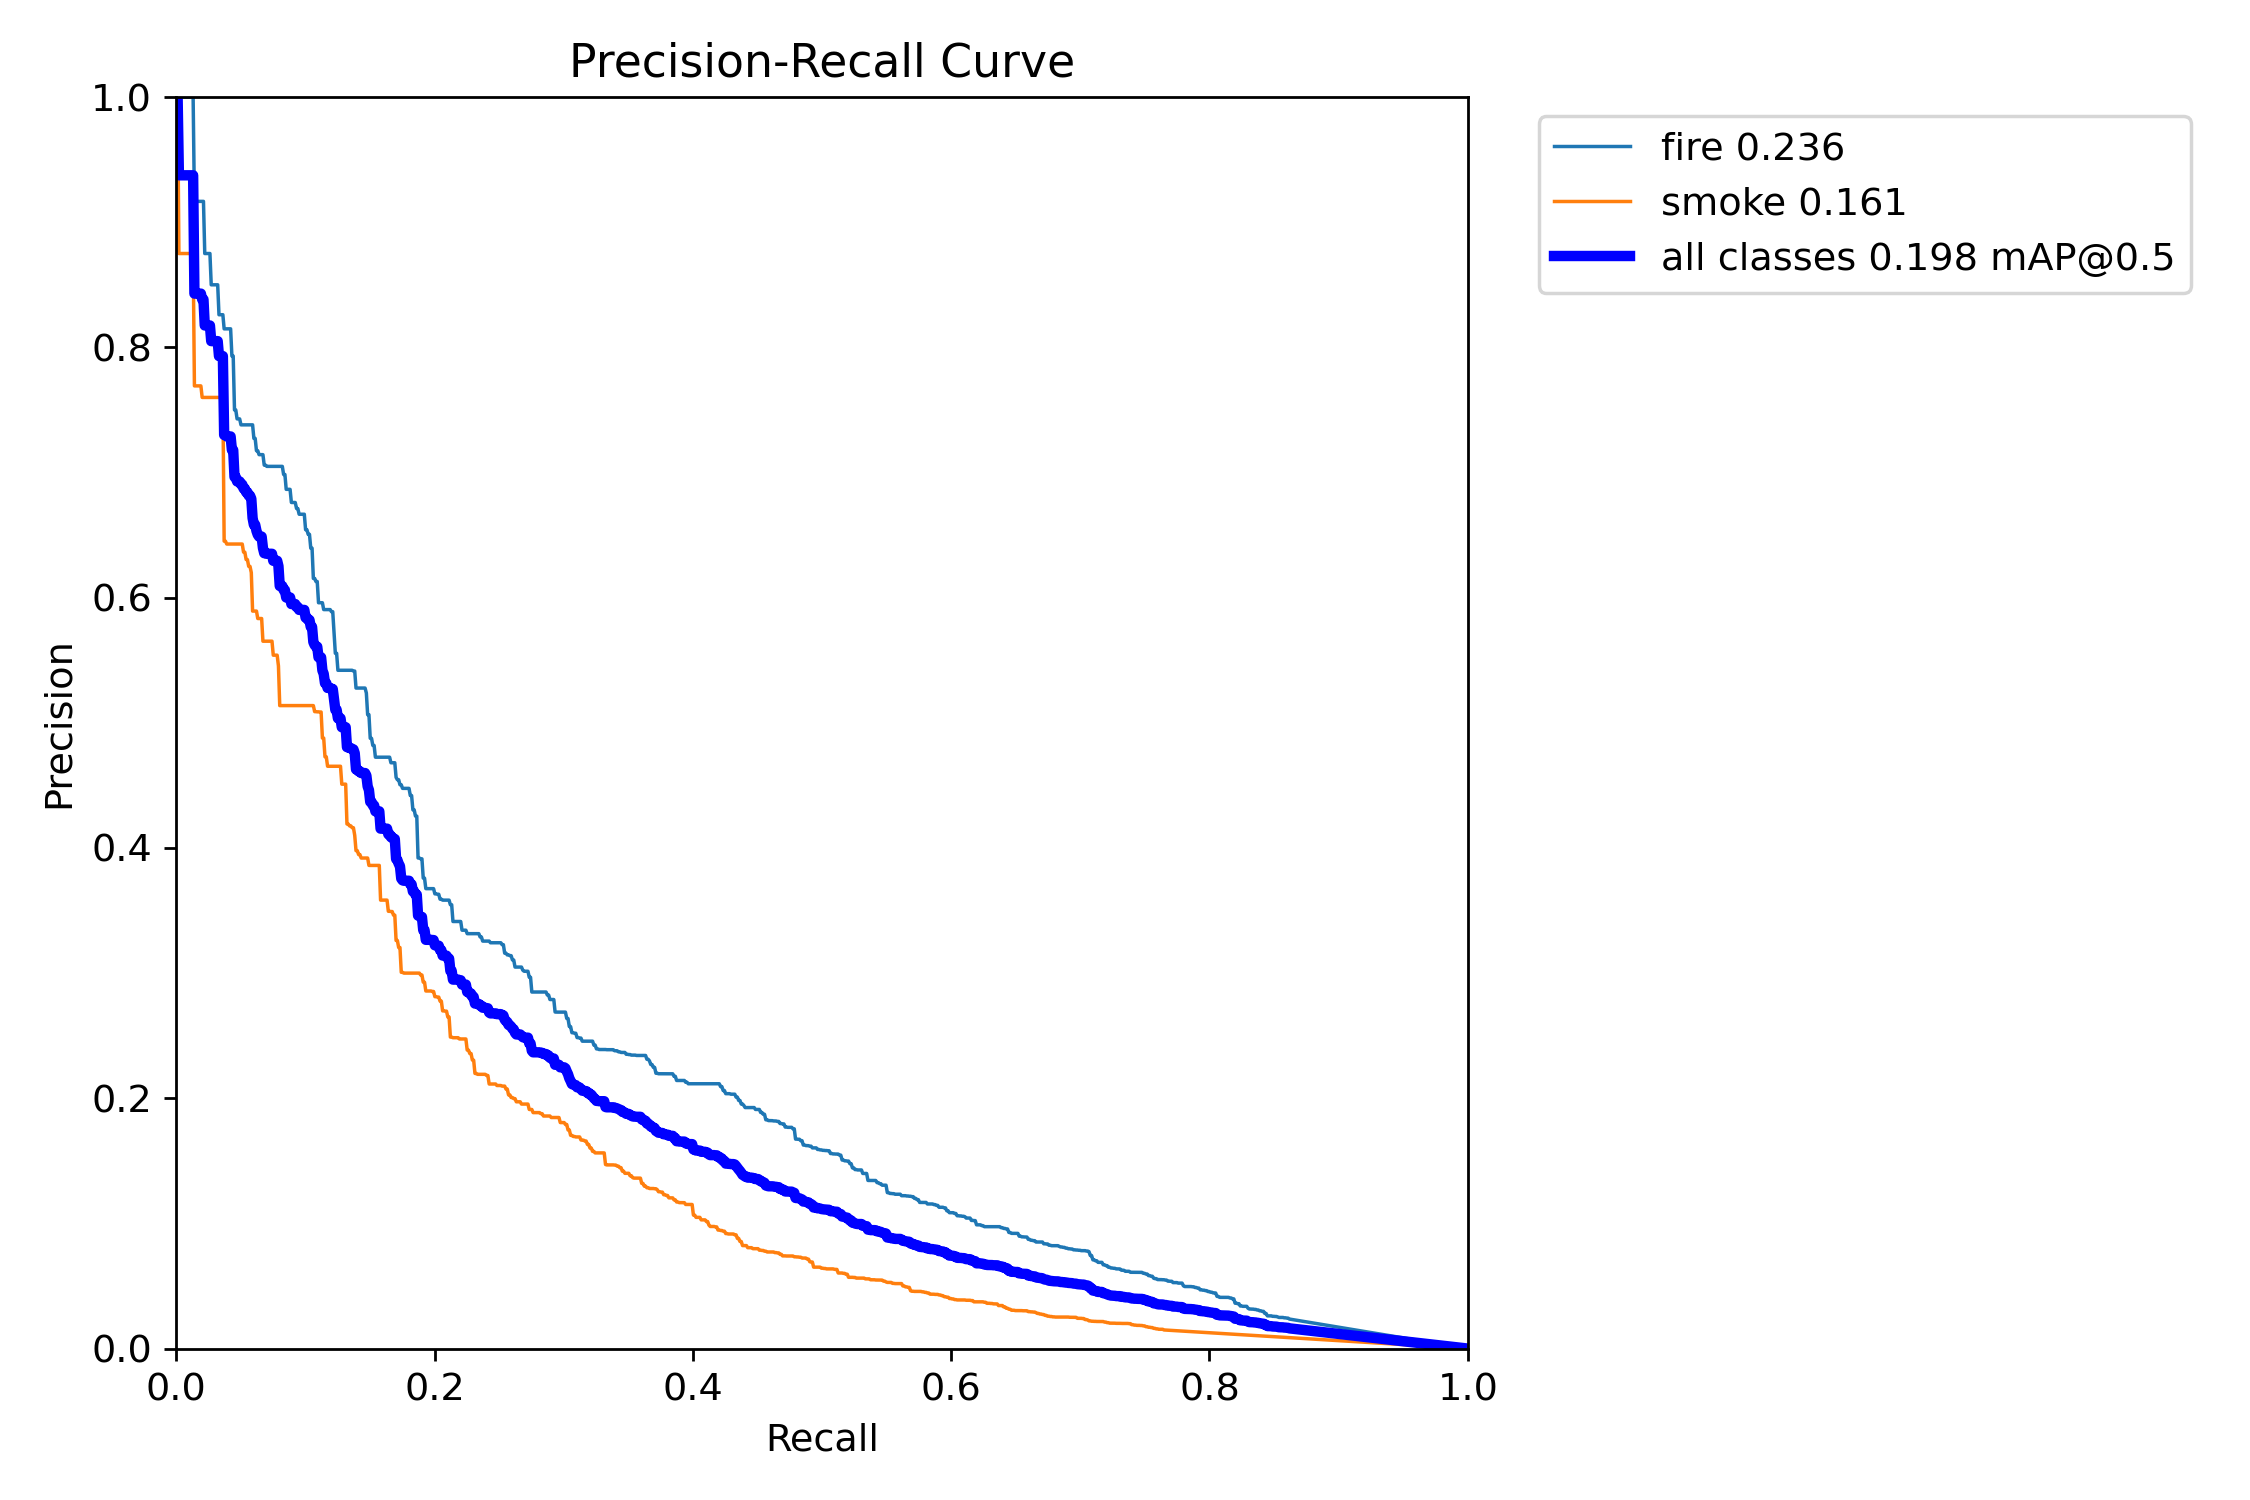 Precision-Recall Curve
1.0
0.8
0.6
0.4
0.2
0.0
Precision
0.0 0.2 0.4 0.6 0.8 1.0
Recall
fire 0.236
smoke 0.161
all classes 0.198 mAP@0.5